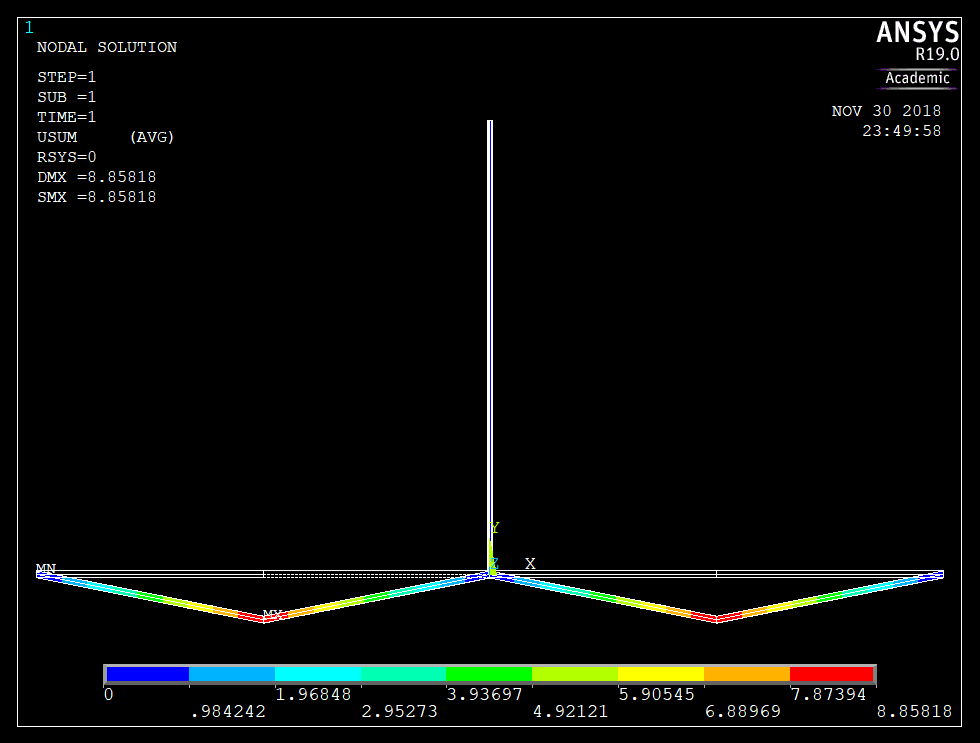 1
NODAL SOLUTION
STEP=1
SUB =1
TIME=1
USUM (AVG)
RSYS=0
DMX =8.85818
SMX =8.85818
ANSYS
R19.0
Academic
NOV 30 2018
23:49:58
Y
Z
X
MN
MX
0 1.96848 3.93697 5.90545 7.87394
.984242 2.95273 4.92121 6.88969 8.85818